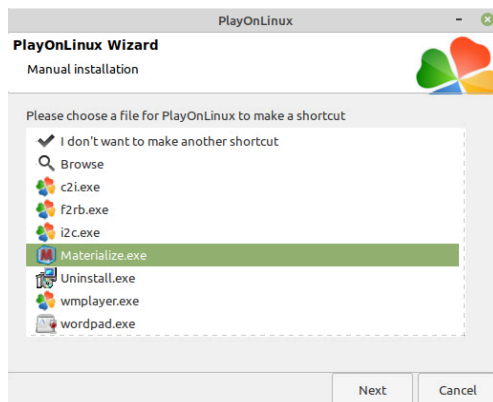 PlayOnLinux
PlayOnLinux Wizard
Manual installation
Please choose a file for PlayOnLinux to make a shortcut
I don't want to make another shortcut
Browse
c2i.exe
f2rb.exe
i2c.exe
Materialize.exe
Uninstall.exe
wmplayer.exe
wordpad.exe
Next Cancel